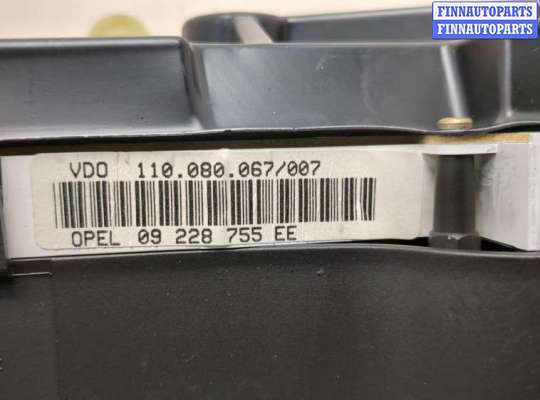 FINNAUTOPARTS
FINNAUTOPARTS
VDO 110.080.067/007
OPEL 09 228 755 EE